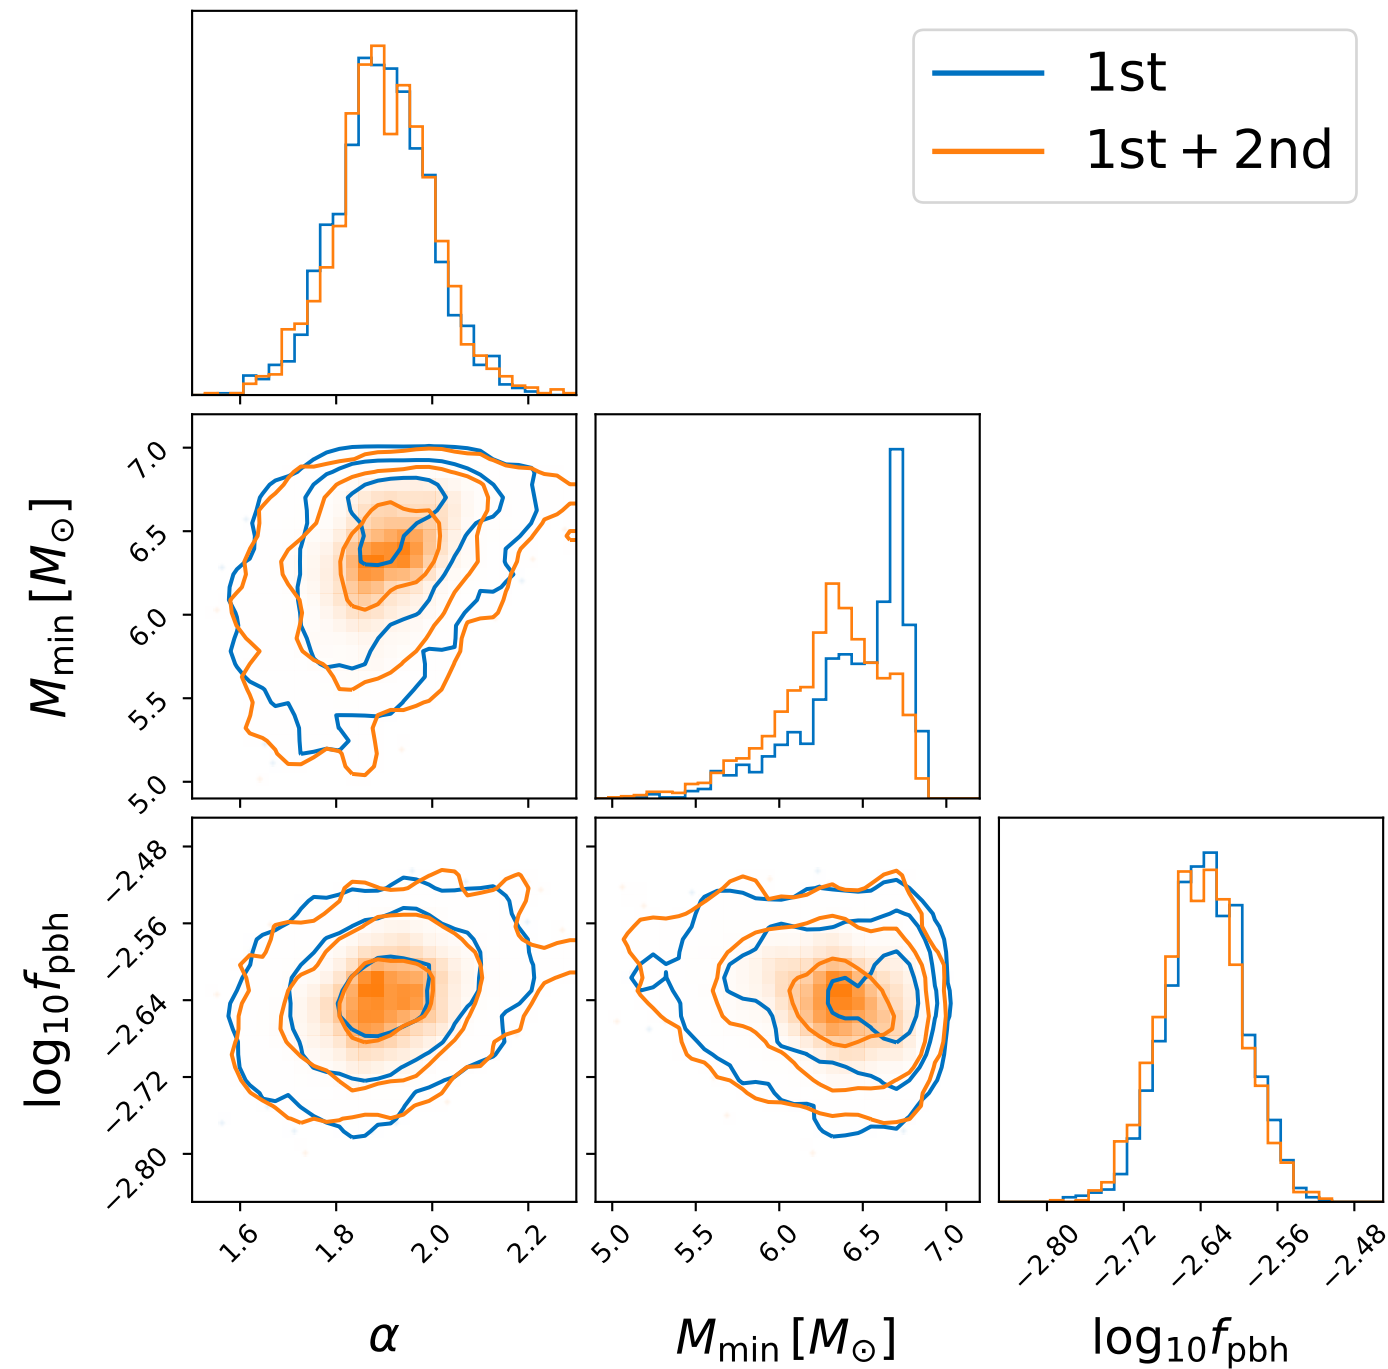 1st
1st + 2nd
M_min [M_⊙]
7.0
6.5
6.0
5.5
5.0
log_10 f_pbh
−2.48
−2.56
−2.64
−2.72
−2.80
1.6 1.8 2.0 2.2
5.0 5.5 6.0 6.5 7.0
−2.80 −2.72 −2.64 −2.56 −2.48
α
M_min [M_⊙]
log_10 f_pbh